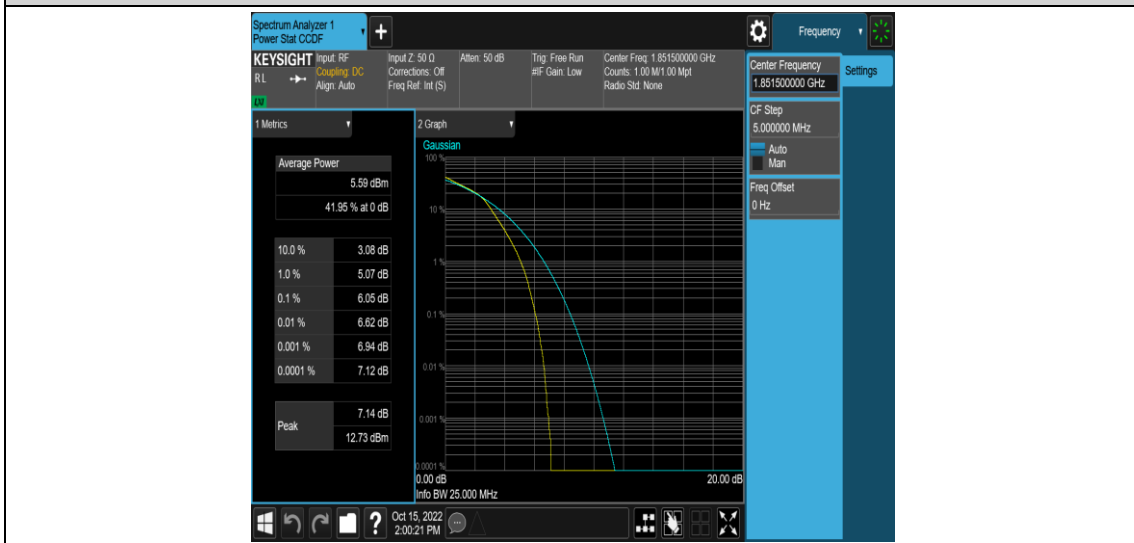 Spectrum Analyzer 1
Power Stat CCDF
+
Frequency
KEYSIGHT
RL
LXI
Input: RF
Coupling: DC
Align: Auto
Input Z: 50 Ω
Corrections: Off
Freq Ref: Int (S)
Atten: 50 dB
Trig: Free Run
#IF Gain: Low
Center Freq: 1.851500000 GHz
Counts: 1.00 M/1.00 Mpt
Radio Std: None
Center Frequency
1.851500000 GHz
Settings
CF Step
5.000000 MHz
Auto
Man
Freq Offset
0 Hz
1 Metrics
Average Power
5.59 dBm
41.95 % at 0 dB
10.0 % 3.08 dB
1.0 % 5.07 dB
0.1 % 6.05 dB
0.01 % 6.62 dB
0.001 % 6.94 dB
0.0001 % 7.12 dB
Peak
7.14 dB
12.73 dBm
2 Graph
Gaussian
100 %
10 %
1 %
0.1 %
0.01 %
0.001 %
0.0001 %
0.00 dB 20.00 dB
Info BW 25.000 MHz
?
Oct 15, 2022
2:00:21 PM